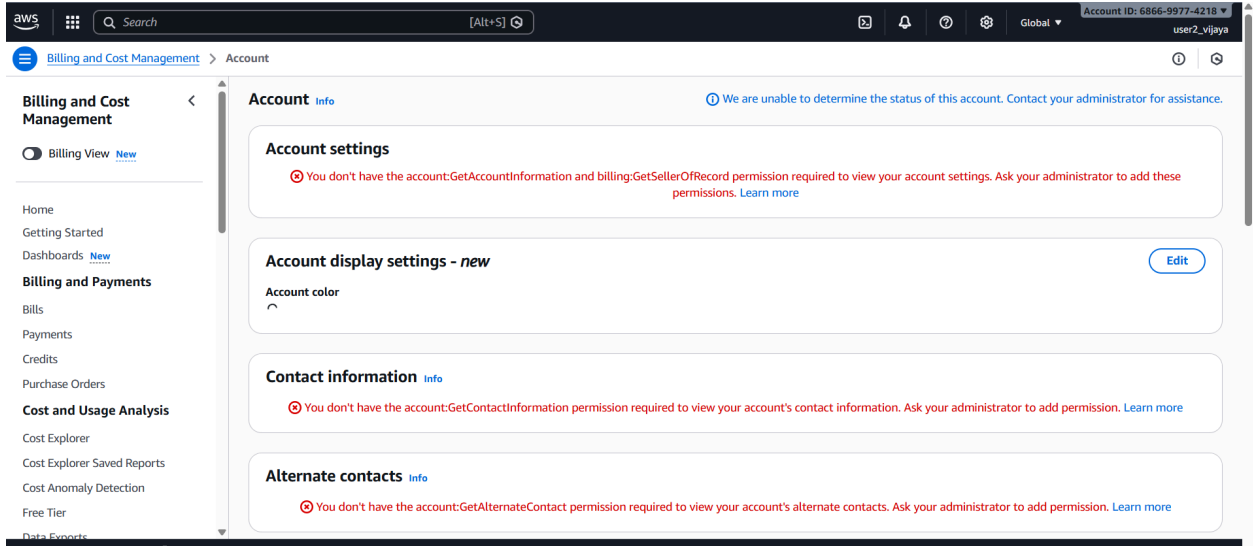 aws
Search
[Alt+S]
Global
Account ID: 6866-9977-4218
user2_vijaya
Billing and Cost Management > Account
Billing and Cost
Management
Billing View New
Home
Getting Started
Dashboards New
Billing and Payments
Bills
Payments
Credits
Purchase Orders
Cost and Usage Analysis
Cost Explorer
Cost Explorer Saved Reports
Cost Anomaly Detection
Free Tier
Data Exports
Account Info
We are unable to determine the status of this account. Contact your administrator for assistance.
Account settings
You don't have the account:GetAccountInformation and billing:GetSellerOfRecord permission required to view your account settings. Ask your administrator to add these
permissions. Learn more
Account display settings - new
Edit
Account color
Contact information Info
You don't have the account:GetContactInformation permission required to view your account's contact information. Ask your administrator to add permission. Learn more
Alternate contacts Info
You don't have the account:GetAlternateContact permission required to view your account's alternate contacts. Ask your administrator to add permission. Learn more